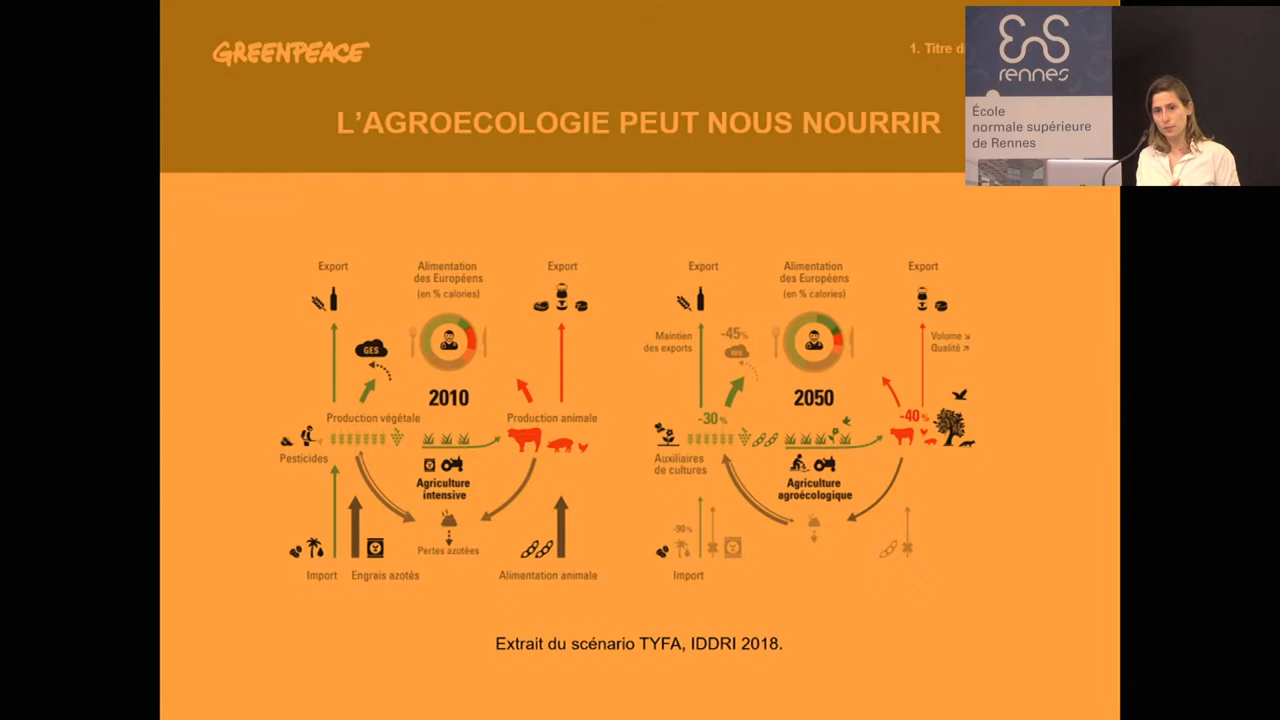 GREENPEACE
1. Titre d
ENS
rennes
École
normale supérieure
de Rennes
L'AGROECOLOGIE PEUT NOUS NOURRIR
Export
Alimentation
des Européens
(en % calories)
Export
GES
2010
Production végétale
Production animale
Pesticides
Agriculture
intensive
Pertes azotées
Import
Engrais azotés
Alimentation animale
Export
Alimentation
des Européens
(en % calories)
Export
Maintien
des exports
-45%
GES
Volume ↘
Qualité ↗
2050
-30%
-40%
Auxiliaires
de cultures
Agriculture
agroécologique
-90%
Import
Extrait du scénario TYFA, IDDRI 2018.